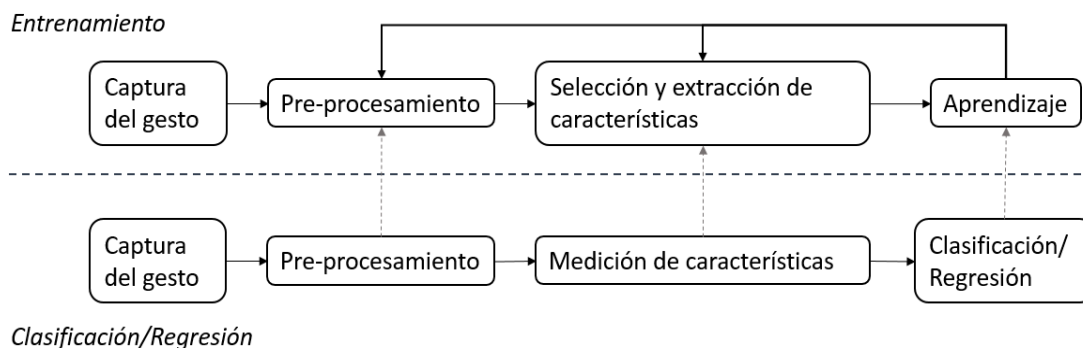 Entrenamiento
Captura
del gesto
Pre-procesamiento
Selección y extracción de
características
Aprendizaje
Captura
del gesto
Pre-procesamiento
Medición de características
Clasificación/
Regresión
Clasificación/Regresión